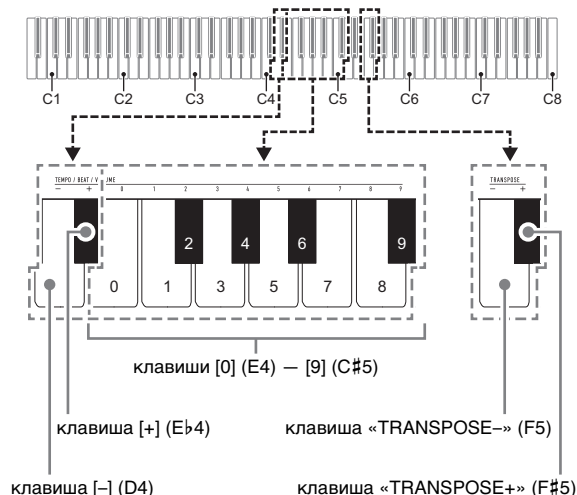 C1 C2 C3 C4 C5 C6 C7 C8
TEMPO / BEAT / V UME TRANSPOSE
− + 0 1 2 3 4 5 6 7 8 9 − +
2 4 6 9
0 1 3 5 7 8
клавиши [0] (E4) — [9] (C♯5)
клавиша [+] (E♭4) клавиша «TRANSPOSE−» (F5)
клавиша [–] (D4) клавиша «TRANSPOSE+» (F♯5)